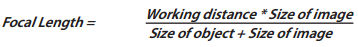 Focal Length = Working distance * Size of image
Size of object + Size of image